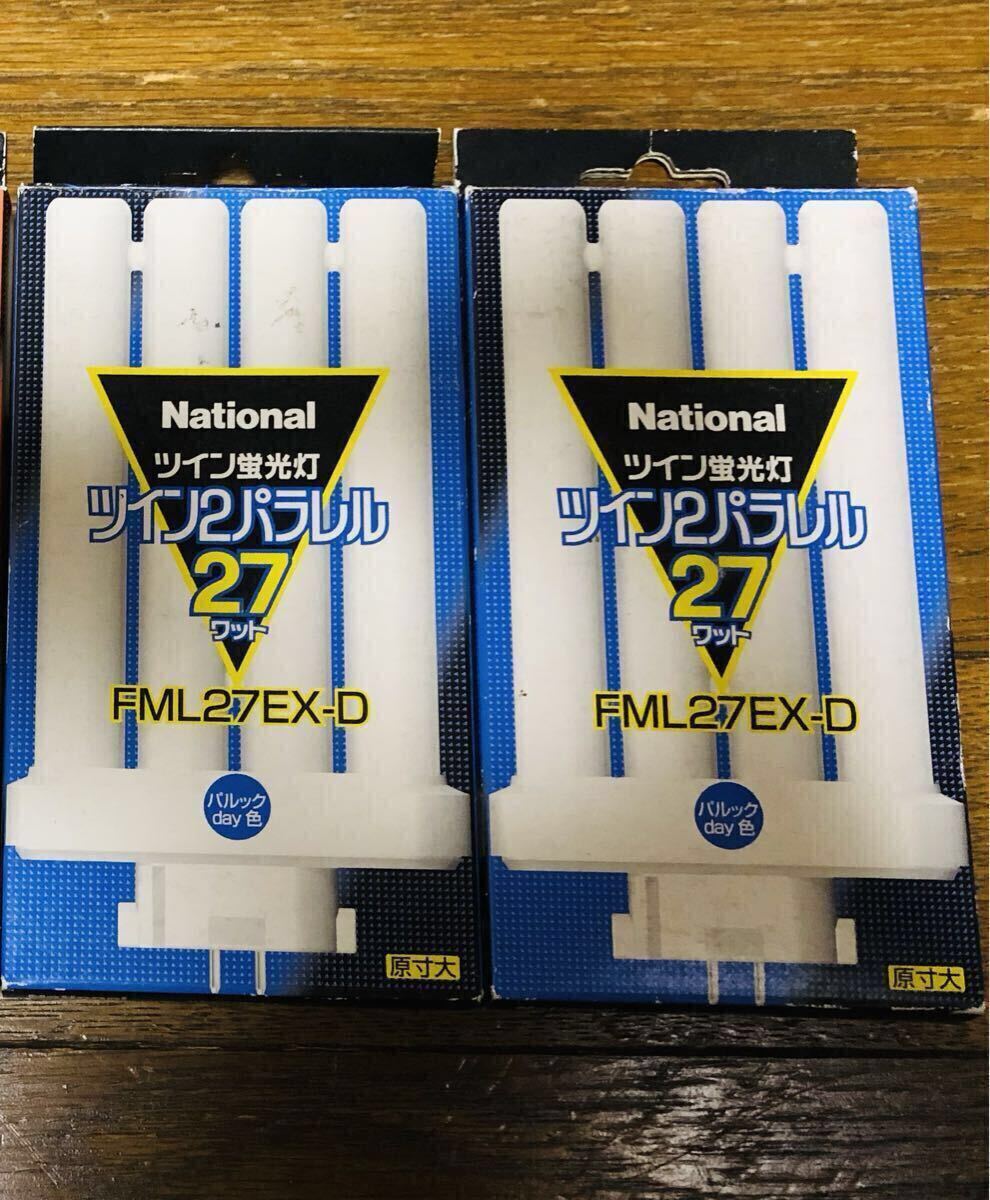 National
ツイン蛍光灯
ツイン2パラレル
27
ワット
FML27EX-D
パルック
day色
原寸大
National
ツイン蛍光灯
ツイン2パラレル
27
ワット
FML27EX-D
パルック
day色
原寸大